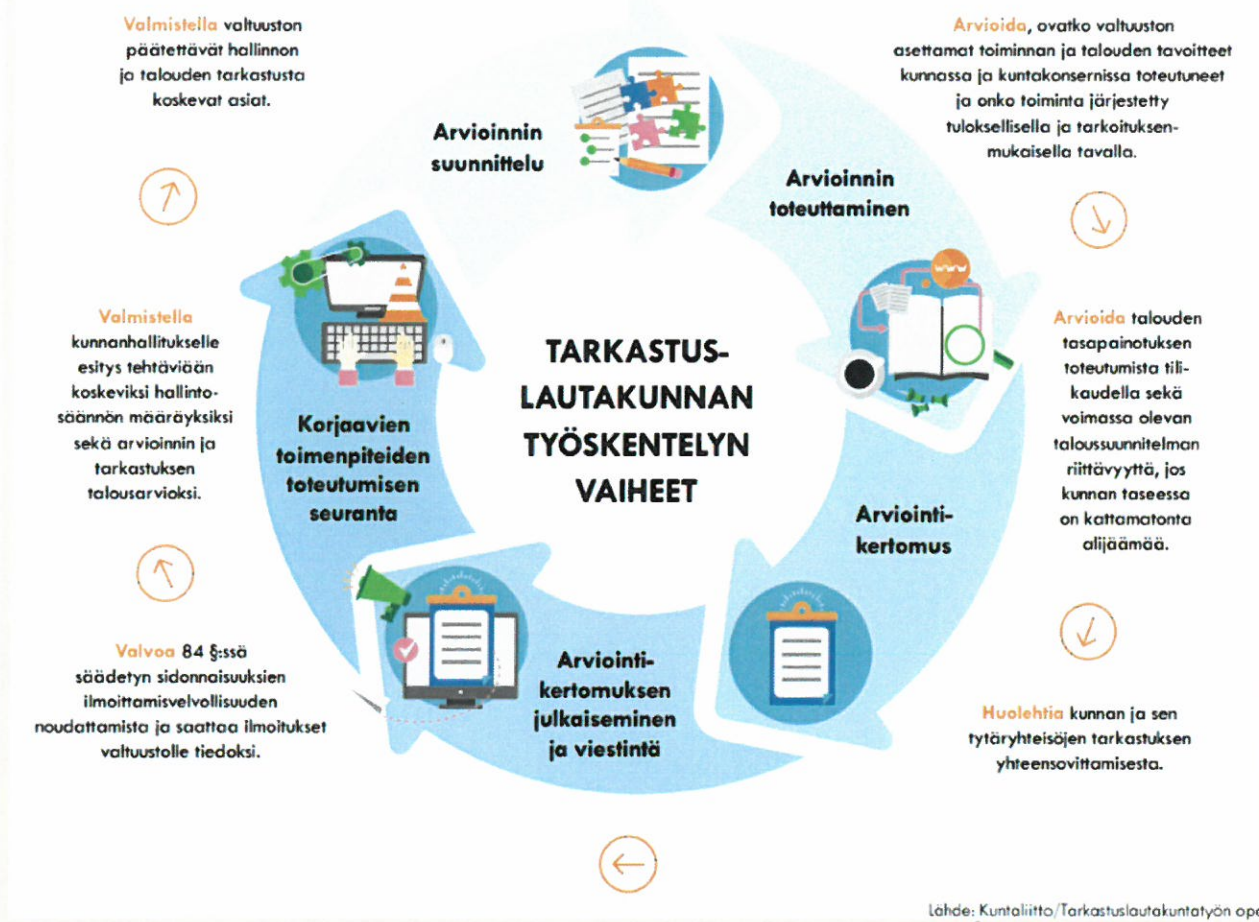 Valmistella valtuuston
päätettävät hallinnon
ja talouden tarkastusta
koskevat asiat.
Arvioida, ovatko valtuuston
asettamat toiminnan ja talouden tavoitteet
kunnassa ja kuntakonsernissa toteutuneet
ja onko toiminta järjestetty
tuloksellisella ja tarkoituksen-
mukaisella tavalla.
Arvioinnin
suunnittelu
Arvioinnin
toteuttaminen
www
Valmistella
kunnanhallitukselle
esitys tehtäviään
koskeviksi hallinto-
säännön määräyksiksi
sekä arvioinnin ja
tarkastuksen
talousarvioksi.
TARKASTUS-
LAUTAKUNNAN
TYÖSKENTELYN
VAIHEET
Arvioida talouden
tasapainotuksen
toteutumista tili-
kaudella sekä
voimassa olevan
taloussuunnitelman
riittävyyttä, jos
kunnan taseessa
on kattamatonta
alijäämää.
Korjaavien
toimenpiteiden
toteutumisen
seuranta
Arviointi-
kertomus
Valvoa 84 §:ssä
säädetyn sidonnaisuuksien
ilmoittamisvelvollisuuden
noudattamista ja saattaa ilmoitukset
valtuustolle tiedoksi.
Arviointi-
kertomuksen
julkaiseminen
ja viestintä
Huolehtia kunnan ja sen
tytäryhteisöjen tarkastuksen
yhteensovittamisesta.
Lähde: Kuntaliitto/Tarkastuslautakuntatyön